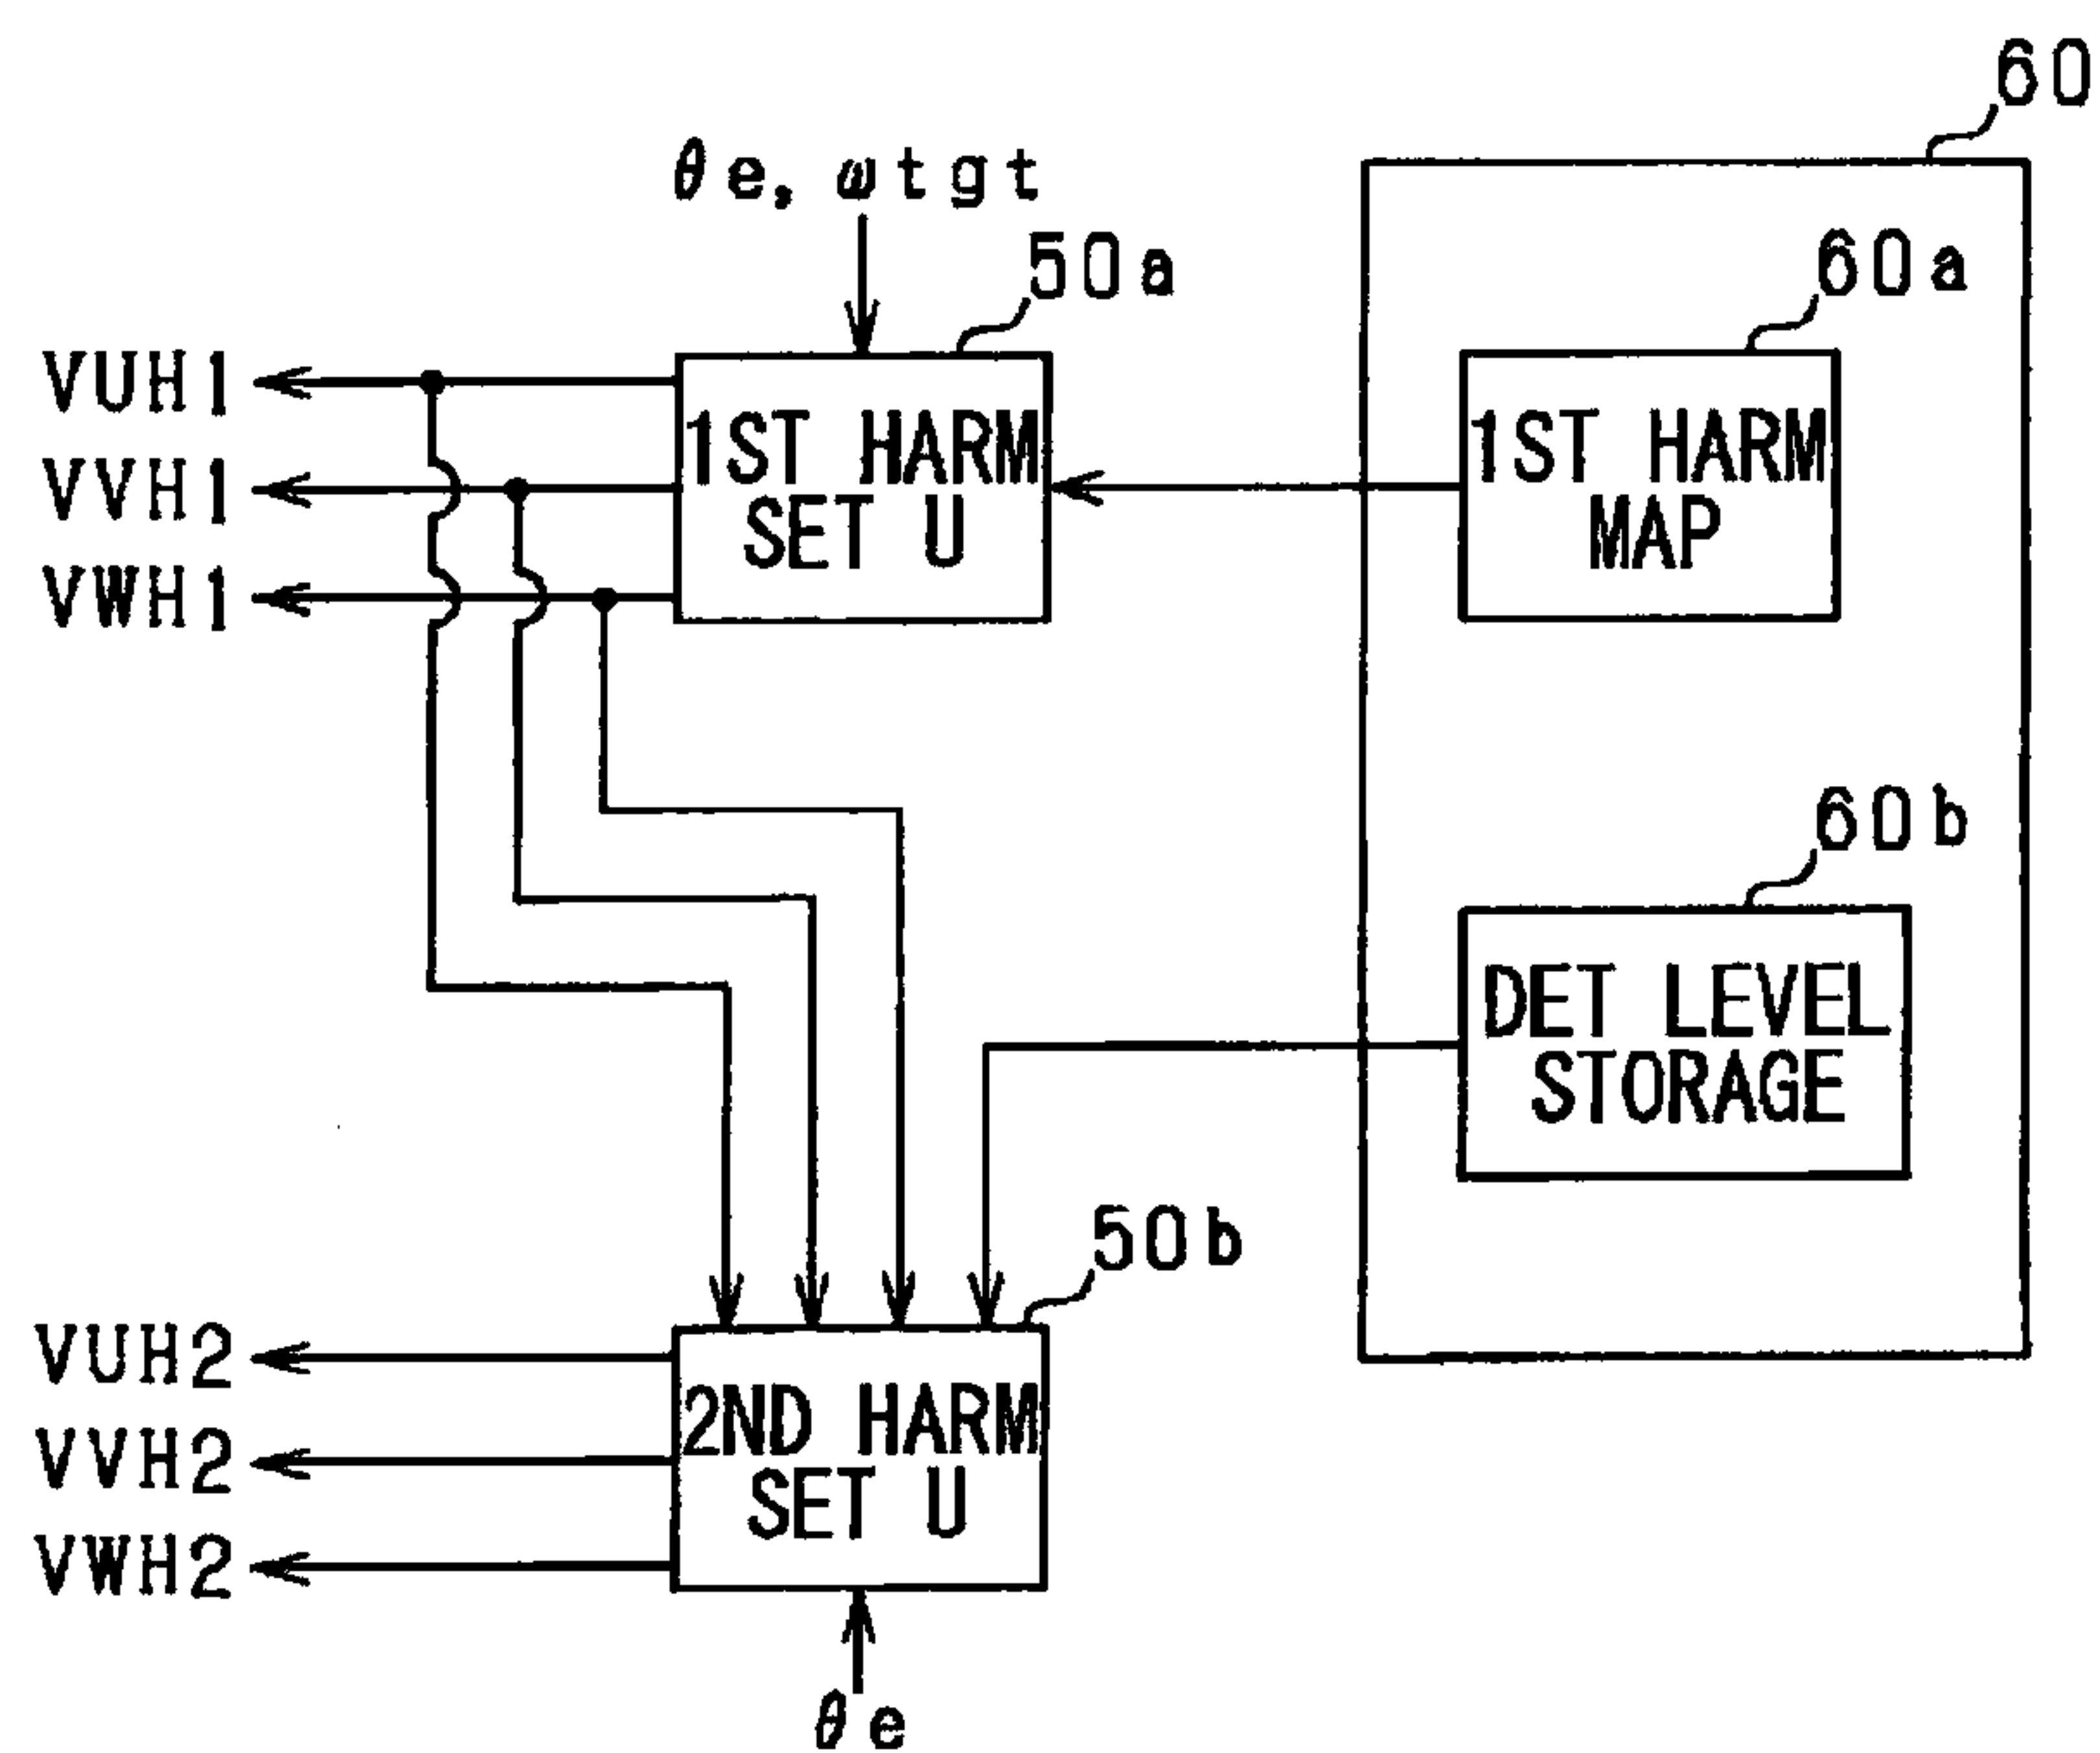 60
θe, ωtgt
50a
60a
VUH1
VVH1
VWH1
1ST HARM
SET U
1ST HARM
MAP
60b
DET LEVEL
STORAGE
50b
VUH2
VVH2
VWH2
2ND HARM
SET U
θe